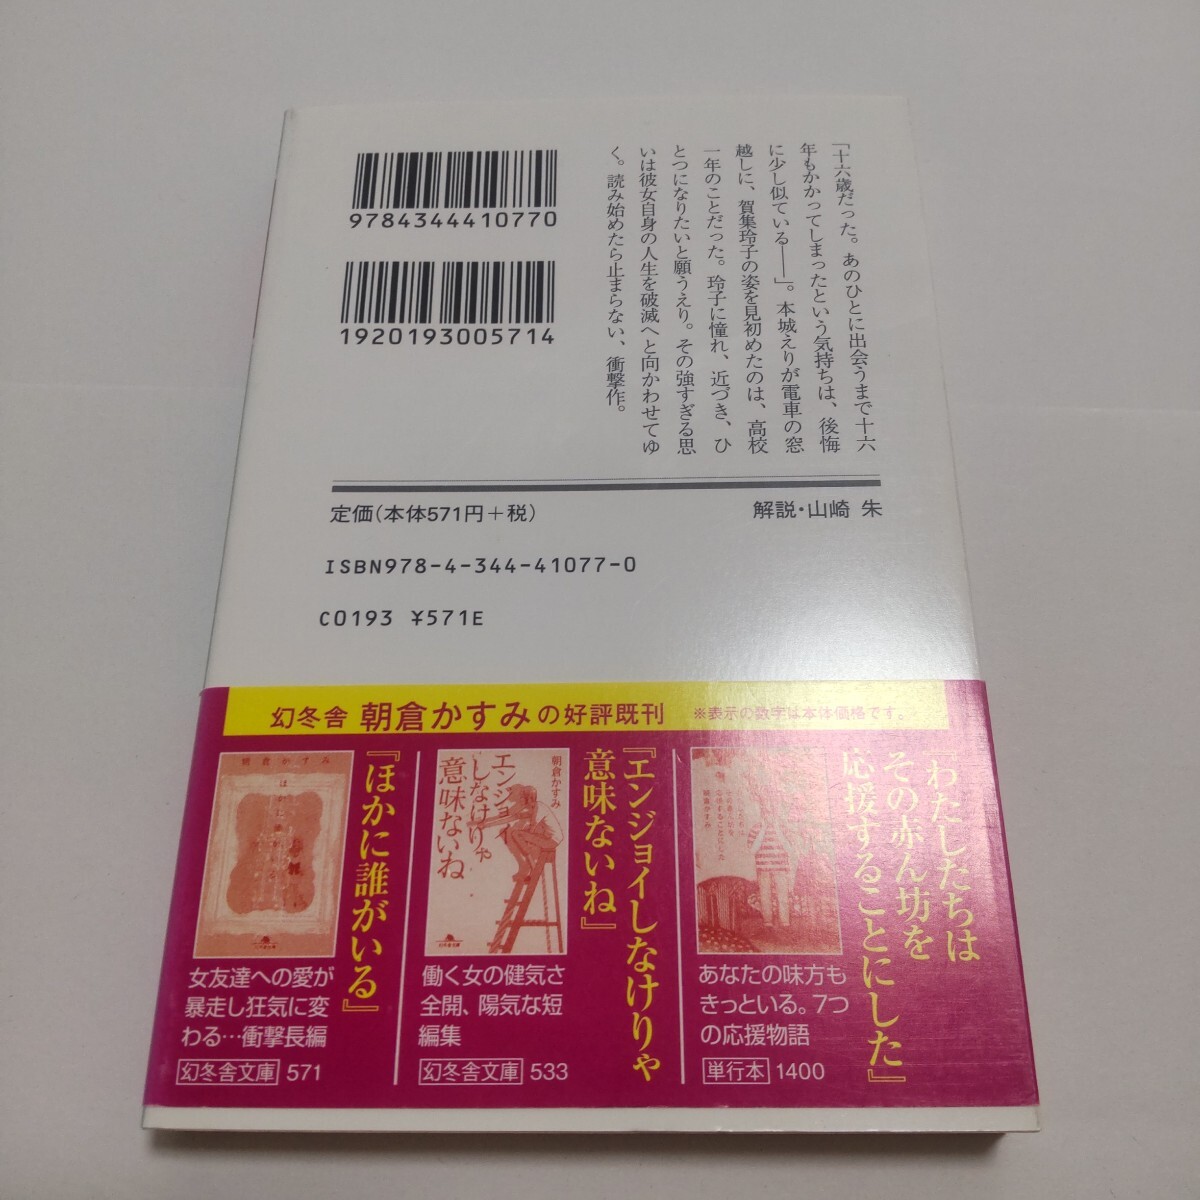 「十六歳だった。あのひとに出会うまで十六
年もかかってしまったという気持ちは、後悔
に少し似ている――」。本城えりが電車の窓
越しに、賀集玲子の姿を見初めたのは、高校
一年のことだった。玲子に憧れ、近づき、ひ
とつになりたいと願うえり。その強すぎる思
いは彼女自身の人生を破滅へと向かわせてゆ
く。読み始めたら止まらない、衝撃作。
9784344410770
1920193005714
定価(本体571円+税)
解説・山崎 朱
ISBN978-4-344-41077-0
C0193 ¥571E
幻冬舎 朝倉かすみの好評既刊
※表示の数字は本体価格です。
『わたしたちは
その赤ん坊を
応援することにした』
あなたの味方も
きっといる。7つ
の応援物語
単行本 1400
『エンジョイしなけりゃ
意味ないね』
朝倉かすみ
エンジョイ
しなけりゃ
意味ないね
幻冬舎文庫
働く女の健気さ
全開、陽気な短
編集
幻冬舎文庫 533
『ほかに誰がいる』
朝倉かすみ
女友達への愛が
暴走し狂気に変
わる…衝撃長編
幻冬舎文庫 571